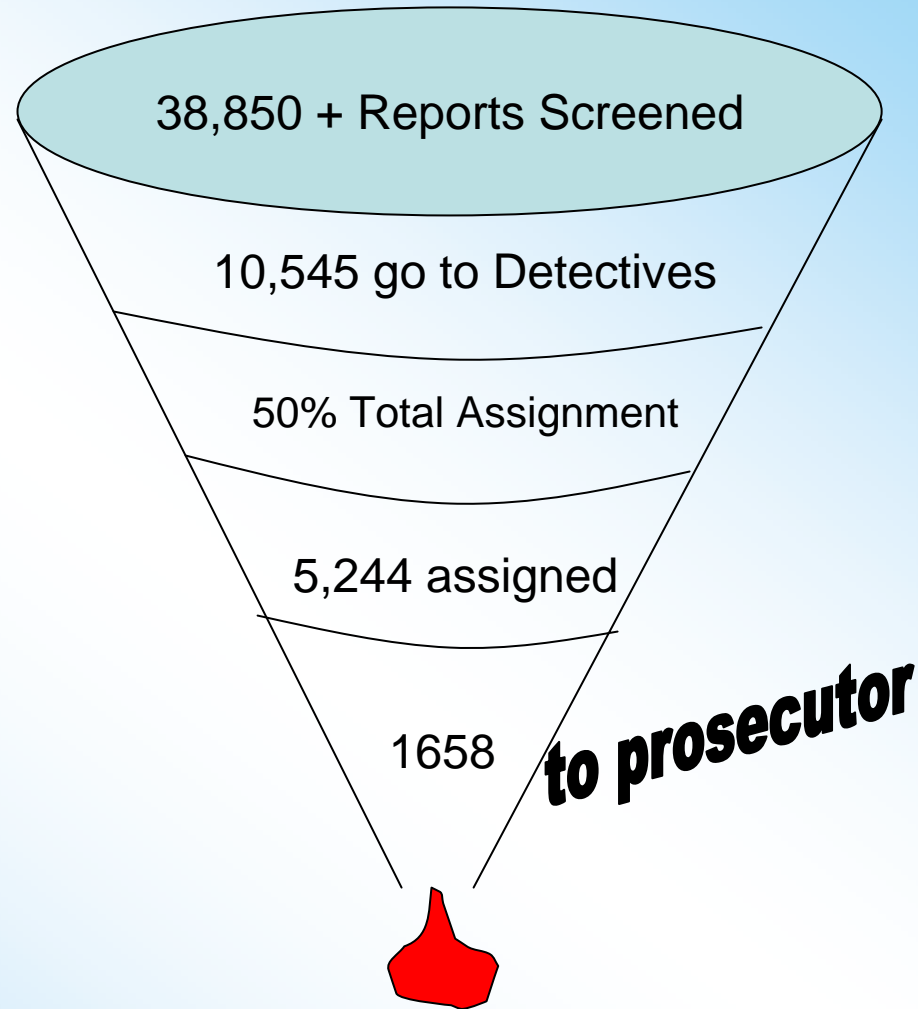 38,850 + Reports Screened
10,545 go to Detectives
50% Total Assignment
5,244 assigned
1658
to prosecutor